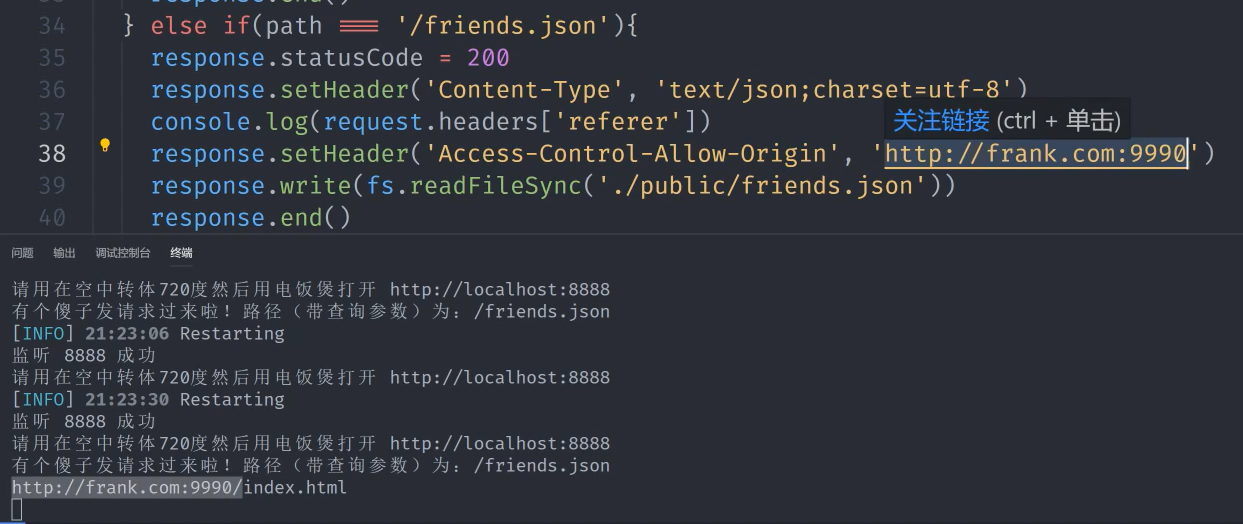 34 } else if(path === '/friends.json'){
35 response.statusCode = 200
36 response.setHeader('Content-Type', 'text/json;charset=utf-8')
37 console.log(request.headers['referer'])
关注链接 (ctrl + 单击)
38 response.setHeader('Access-Control-Allow-Origin', 'http://frank.com:9990')
39 response.write(fs.readFileSync('./public/friends.json'))
40 response.end()
问题 输出 调试控制台 终端
请用在空中转体720度然后用电饭煲打开 http://localhost:8888
有个傻子发请求过来啦！路径（带查询参数）为：/friends.json
[INFO] 21:23:06 Restarting
监听 8888 成功
请用在空中转体720度然后用电饭煲打开 http://localhost:8888
[INFO] 21:23:30 Restarting
监听 8888 成功
请用在空中转体720度然后用电饭煲打开 http://localhost:8888
有个傻子发请求过来啦！路径（带查询参数）为：/friends.json
http://frank.com:9990/index.html